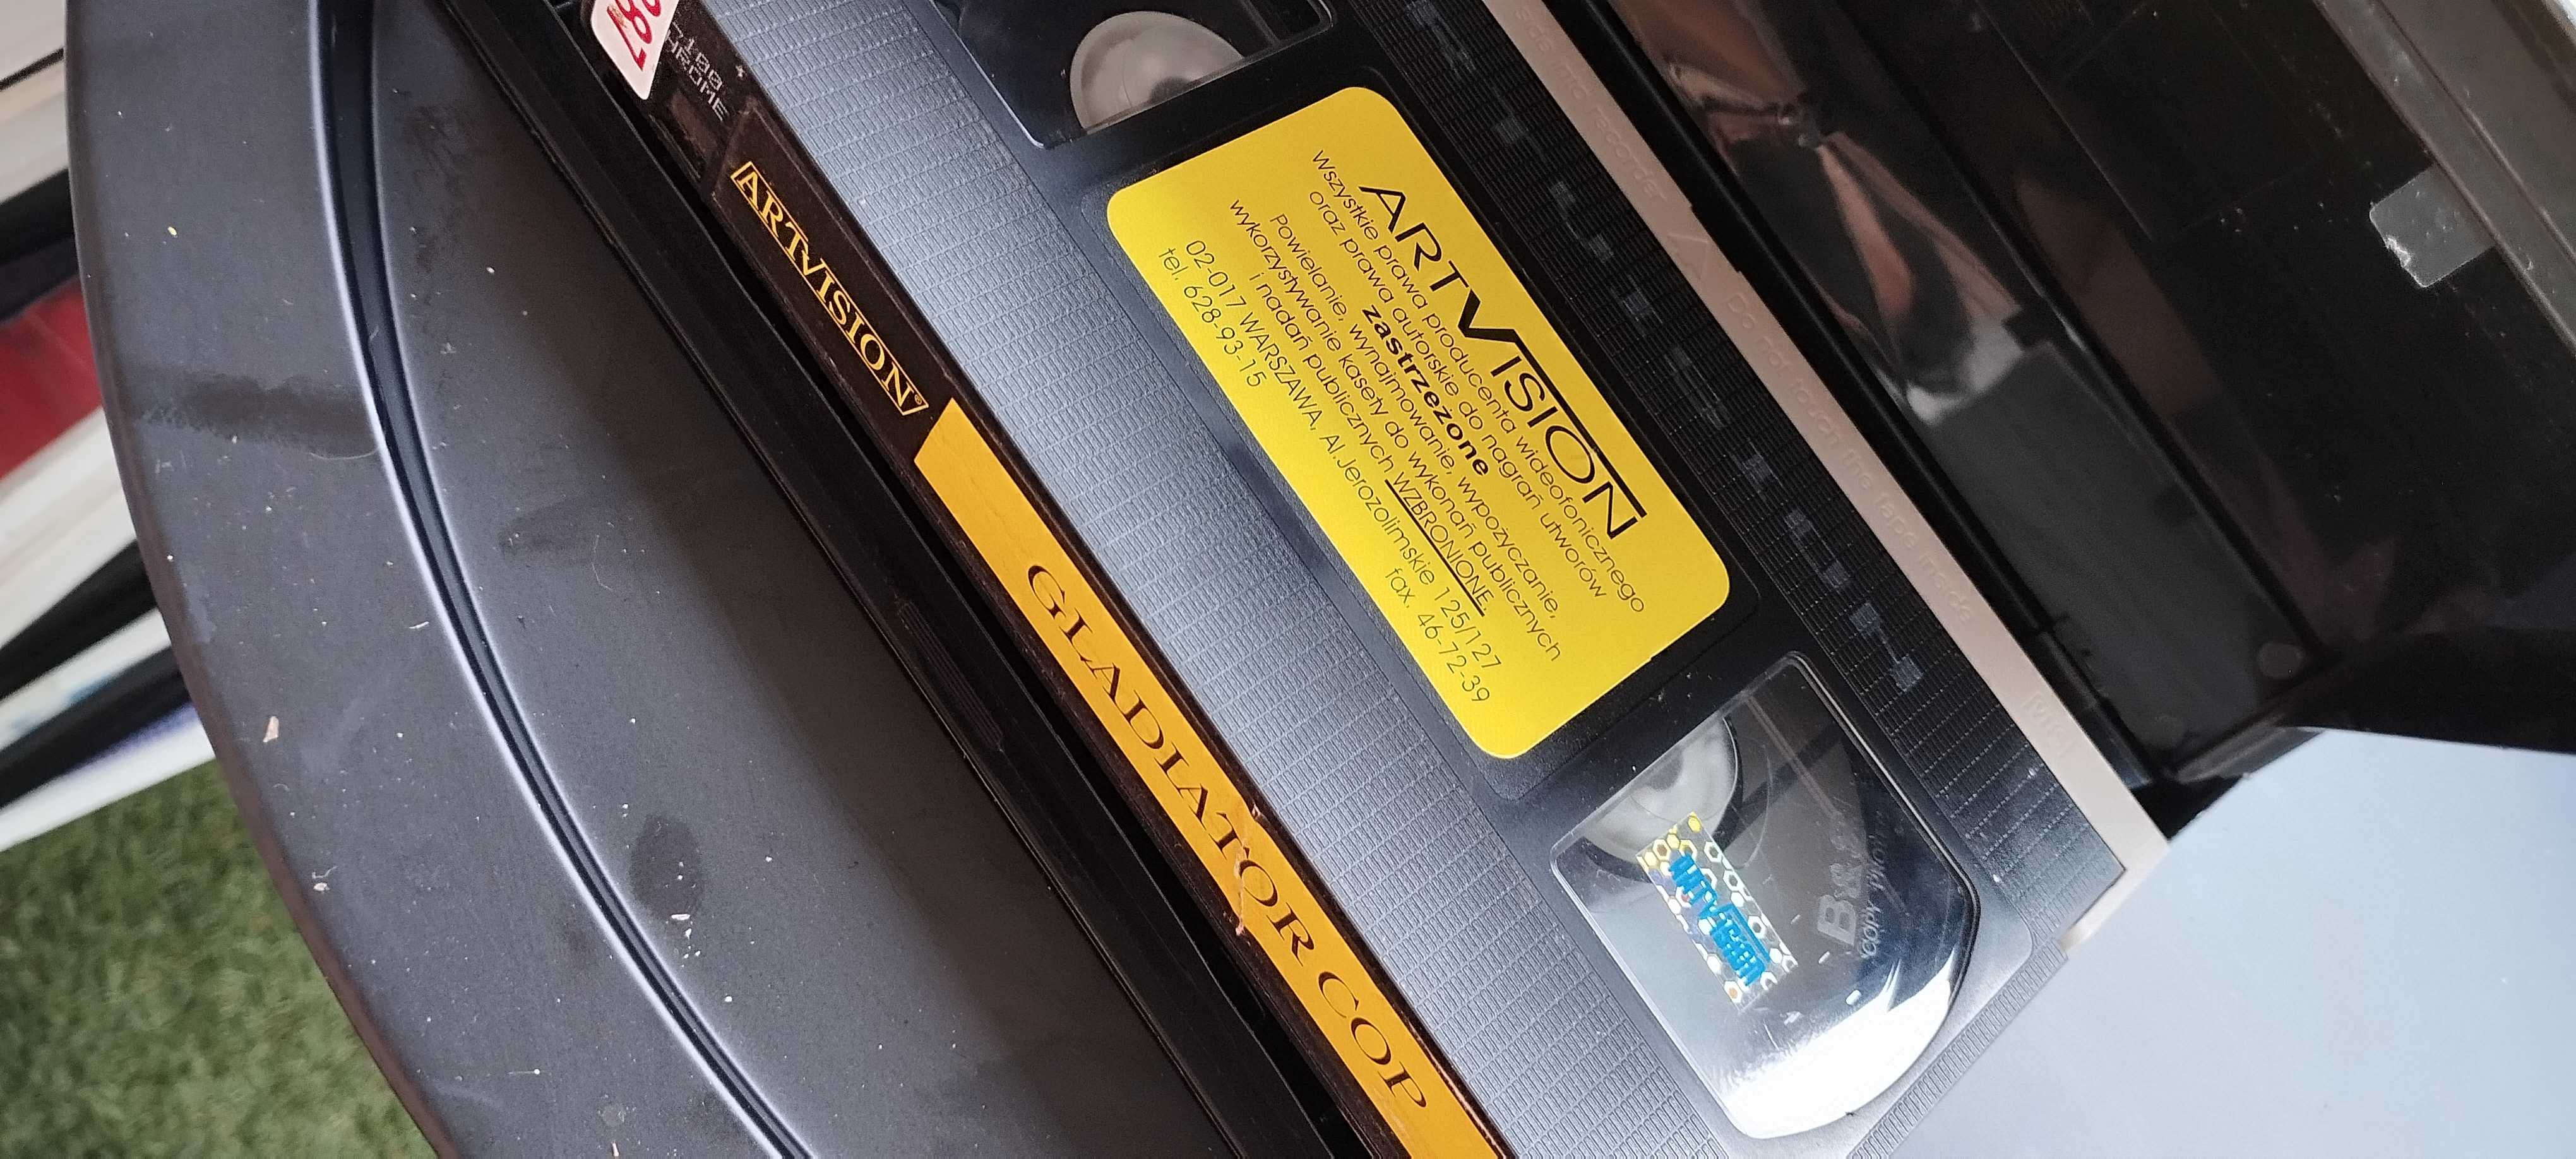 ARTVISION
Wszystkie prawa producenta wideofonicznego
oraz prawa autorskie do nagrań utworów
zastrzeżone
Powielanie, wynajmowanie, wypożyczanie,
wykorzystywanie kasety do wykonań publicznych
i nadań publicznych WZBRONIONE.
02-017 WARSZAWA, Al.Jerozolimskie 125/127
tel. 628-93-15 fax. 46-72-39
ARTVISION®
GLADIATOR COP
Do not touch the tape inside